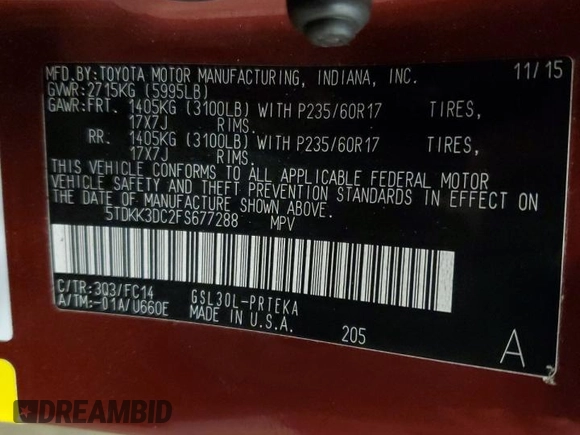 MFD.BY:TOYOTA MOTOR MANUFACTURING, INDIANA, INC. 11/15
GVWR:2715KG (5995LB)
GAWR:FRT. 1405KG (3100LB) WITH P235/60R17 TIRES,
17X7J RIMS.
RR. 1405KG (3100LB) WITH P235/60R17 TIRES,
17X7J RIMS.
THIS VEHICLE CONFORMS TO ALL APPLICABLE FEDERAL MOTOR
VEHICLE SAFETY AND THEFT PREVENTION STANDARDS IN EFFECT ON
THE DATE OF MANUFACTURE SHOWN ABOVE.
5TDKK3DC2FS677288 MPV
C/TR:3Q3/FC14 GSL30L-PRTEKA
A/TM:-01A/U660E MADE IN U.S.A.
205
A
DREAMBID